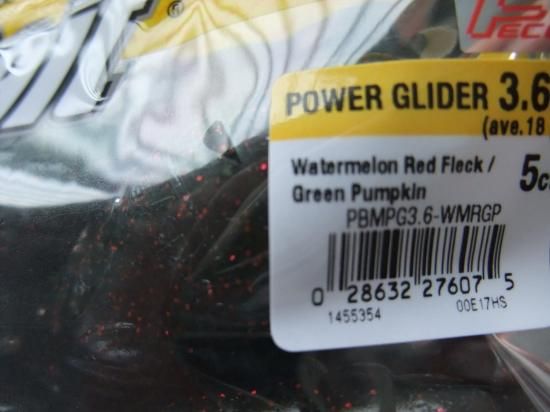 POWER GLIDER 3.6
(ave.18
Watermelon Red Fleck /
Green Pumpkin
5c
PBMPG3.6-WMRGP
0 28632 27607 5
1455354 00E17HS